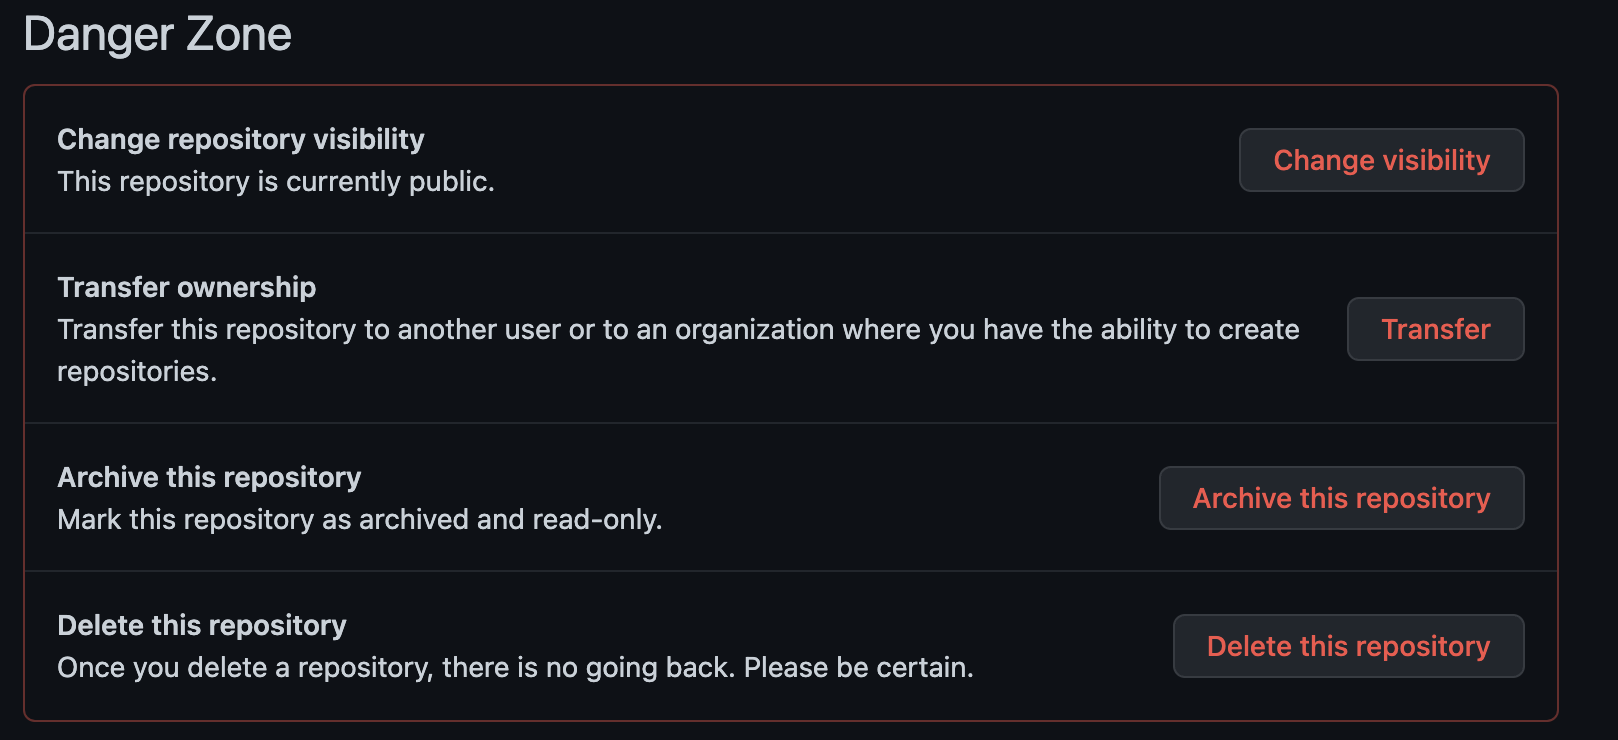 Danger Zone
Change repository visibility
This repository is currently public.
Change visibility
Transfer ownership
Transfer this repository to another user or to an organization where you have the ability to create
repositories.
Transfer
Archive this repository
Mark this repository as archived and read-only.
Archive this repository
Delete this repository
Once you delete a repository, there is no going back. Please be certain.
Delete this repository